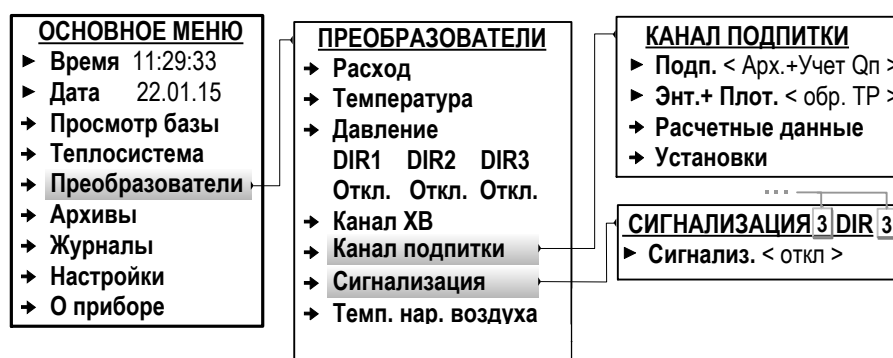 ОСНОВНОЕ МЕНЮ
► Время 11:29:33
► Дата 22.01.15
→ Просмотр базы
→ Теплосистема
→ Преобразователи
→ Архивы
→ Журналы
→ Настройки
→ О приборе
ПРЕОБРАЗОВАТЕЛИ
→ Расход
→ Температура
→ Давление
DIR1 DIR2 DIR3
Откл. Откл. Откл.
→ Канал ХВ
→ Канал подпитки
→ Сигнализация
→ Темп. нар. воздуха
КАНАЛ ПОДПИТКИ
► Подп. < Арх.+Учет Qп >
► Энт.+ Плот. < обр. ТР >
→ Расчетные данные
→ Установки
...
СИГНАЛИЗАЦИЯ 3 DIR 3
► Сигнализ. < откл >